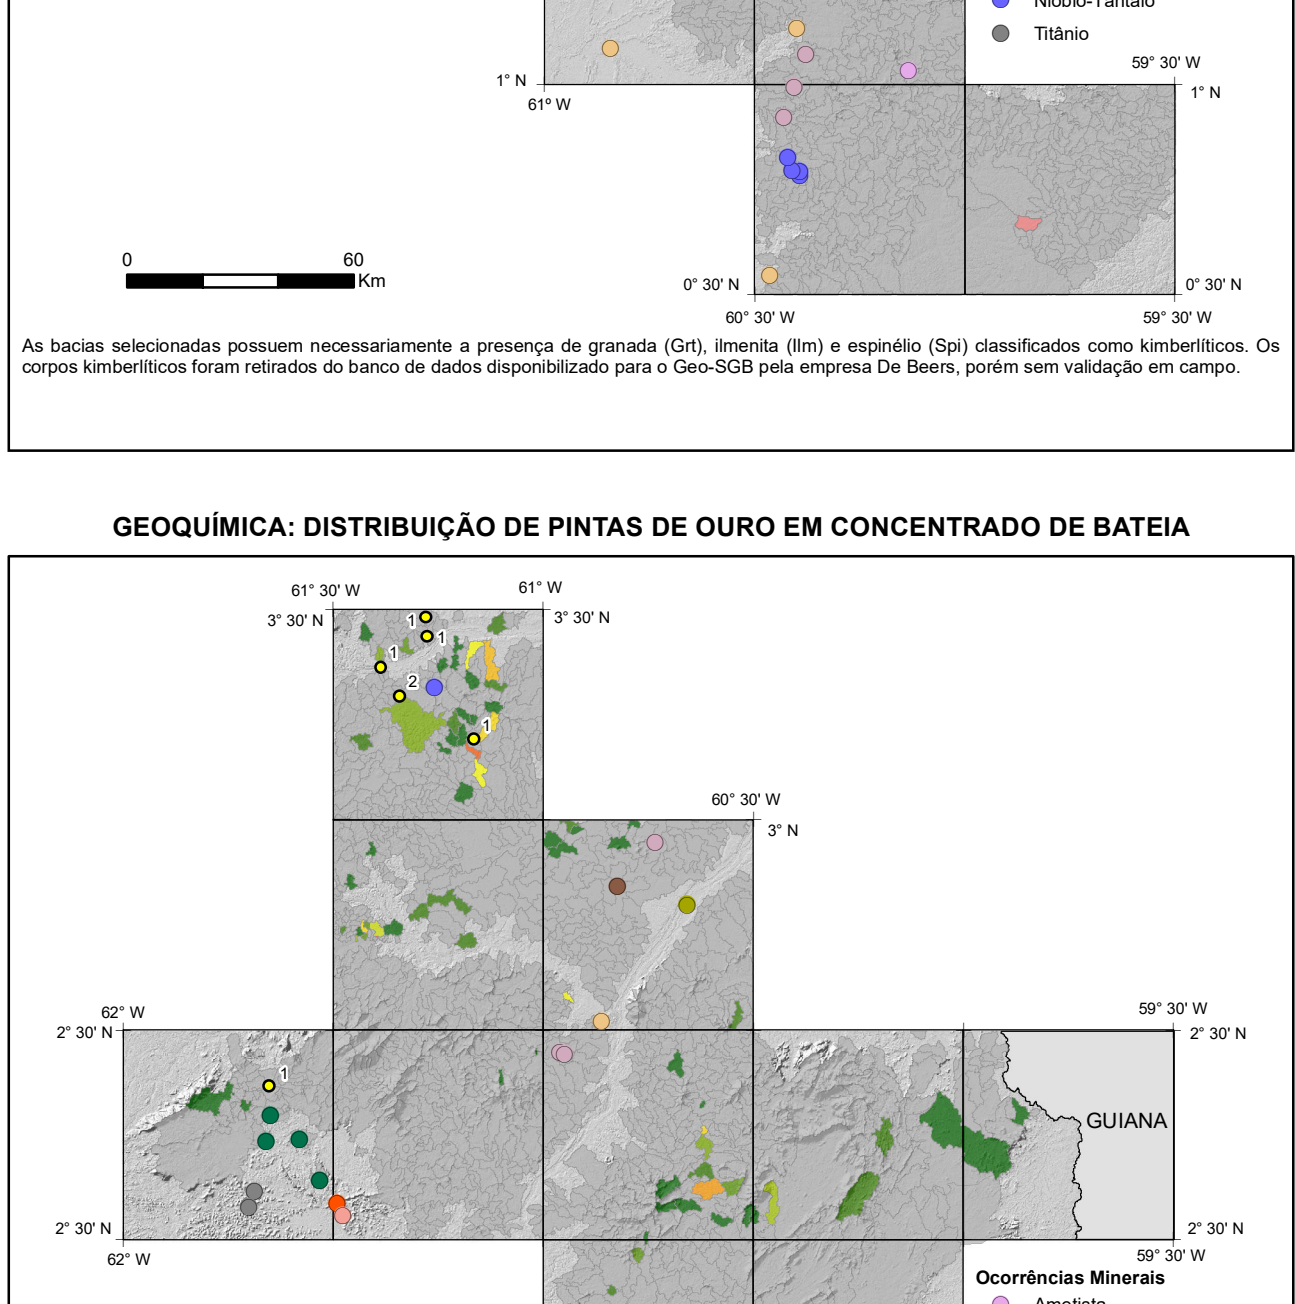 Nióbio-Tântalo
Titânio
59° 30' W
1° N
1° N
61° W
0
60
Km
0° 30' N
0° 30' N
60° 30' W
59° 30' W
As bacias selecionadas possuem necessariamente a presença de granada (Grt), ilmenita (Ilm) e espinélio (Spi) classificados como kimberlíticos. Os
corpos kimberlíticos foram retirados do banco de dados disponibilizado para o Geo-SGB pela empresa De Beers, porém sem validação em campo.
GEOQUÍMICA: DISTRIBUIÇÃO DE PINTAS DE OURO EM CONCENTRADO DE BATEIA
61° 30' W
61° W
3° 30' N
3° 30' N
1
1
1
2
1
60° 30' W
3° N
62° W
59° 30' W
2° 30' N
2° 30' N
1
GUIANA
2° 30' N
2° 30' N
62° W
59° 30' W
Ocorrências Minerais
Ametista